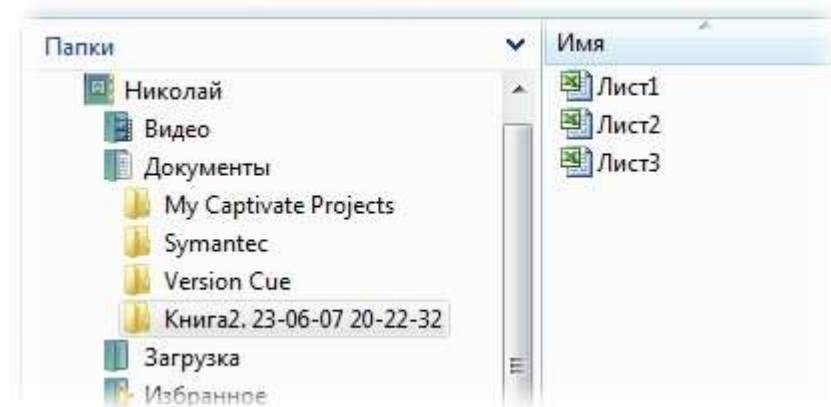 Папки
Николай
Видео
Документы
My Captivate Projects
Symantec
Version Cue
Книга2. 23-06-07 20-22-32
Загрузка
Избранное
Имя
Лист1
Лист2
Лист3